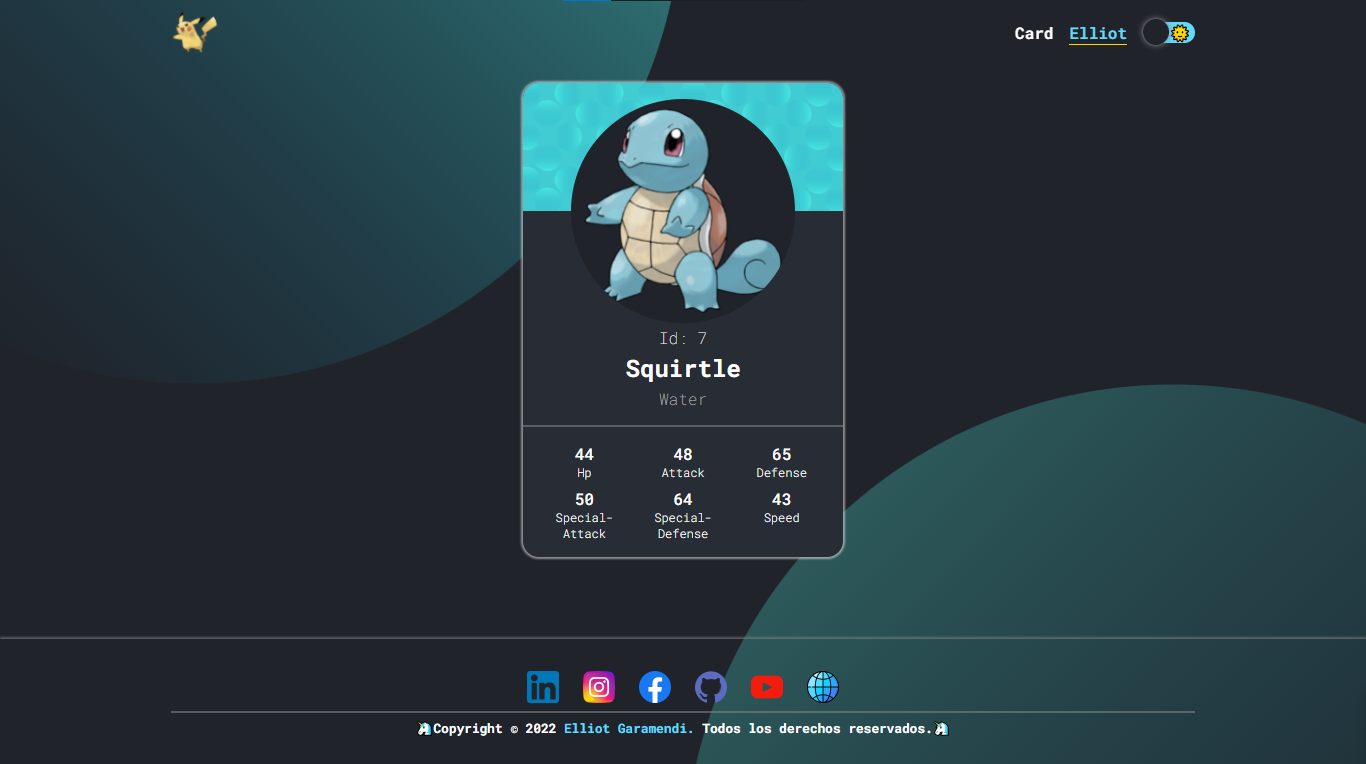 Card Elliot
Id: 7
Squirtle
Water
44 48 65
Hp Attack Defense
50 64 43
Special- Special- Speed
Attack Defense
in
Copyright © 2022 Elliot Garamendi. Todos los derechos reservados.